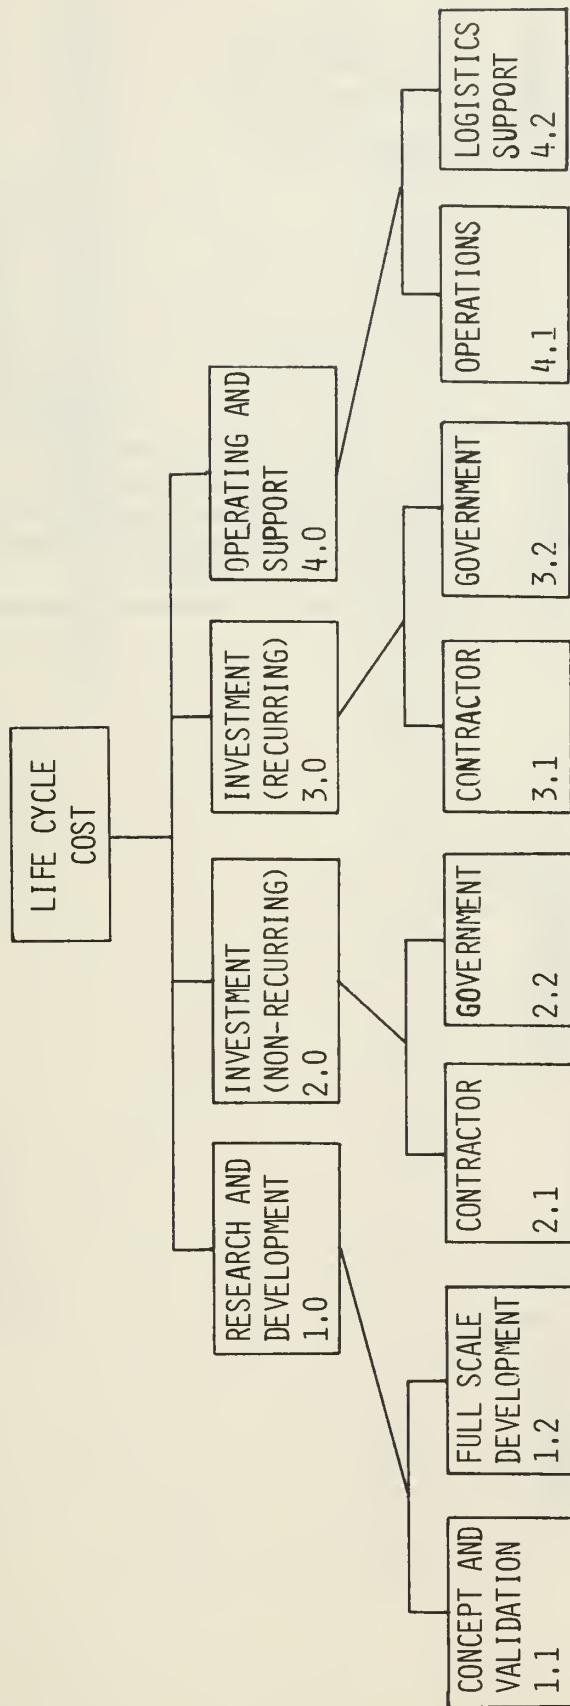 LIFE CYCLE
COST
RESEARCH AND
DEVELOPMENT
1.0
INVESTMENT
(NON-RECURRING)
2.0
INVESTMENT
(RECURRING)
3.0
OPERATING AND
SUPPORT
4.0
CONCEPT AND
VALIDATION
1.1
FULL SCALE
DEVELOPMENT
1.2
CONTRACTOR
2.1
GOVERNMENT
2.2
CONTRACTOR
3.1
GOVERNMENT
3.2
OPERATIONS
4.1
LOGISTICS
SUPPORT
4.2